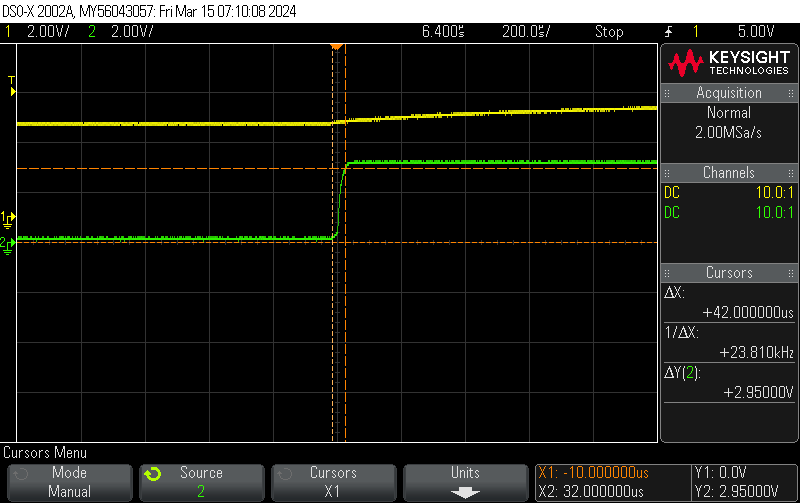 DSO-X 2002A, MY56043057: Fri Mar 15 07:10:08 2024
1 2.00V/ 2 2.00V/ 6.400s 200.0s/ Stop 1 5.00V
T
KEYSIGHT
TECHNOLOGIES
Acquisition
Normal
2.00MSa/s
Channels
DC 10.0:1
DC 10.0:1
1
2
Cursors
ΔX:
+42.000000us
1/ΔX:
+23.810kHz
ΔY(2):
+2.95000V
Cursors Menu
Mode
Manual
Source
2
Cursors
X1
Units
X1: -10.000000us
X2: 32.000000us
Y1: 0.0V
Y2: 2.95000V